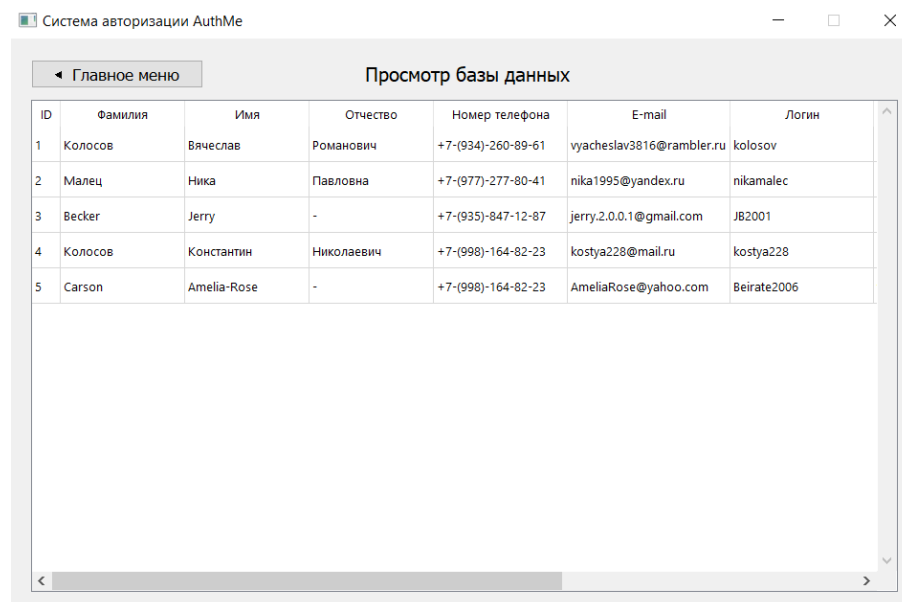 Система авторизации AuthMe
Главное меню
Просмотр базы данных
ID Фамилия Имя Отчество Номер телефона E-mail Логин
1 Колосов Вячеслав Романович +7-(934)-260-89-61 vyacheslav3816@rambler.ru kolosov
2 Малец Ника Павловна +7-(977)-277-80-41 nika1995@yandex.ru nikamalec
3 Becker Jerry - +7-(935)-847-12-87 jerry.2.0.0.1@gmail.com JB2001
4 Колосов Константин Николаевич +7-(998)-164-82-23 kostya228@mail.ru kostya228
5 Carson Amelia-Rose - +7-(998)-164-82-23 AmeliaRose@yahoo.com Beirate2006